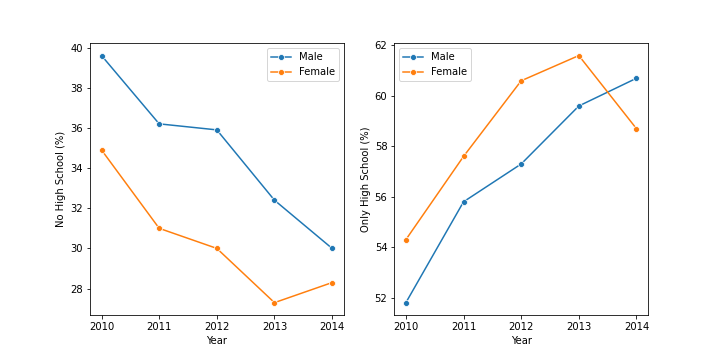 No High School (%)
40
38
36
34
32
30
28
Male
Female
2010 2011 2012 2013 2014
Year
Only High School (%)
62
60
58
56
54
52
Male
Female
2010 2011 2012 2013 2014
Year